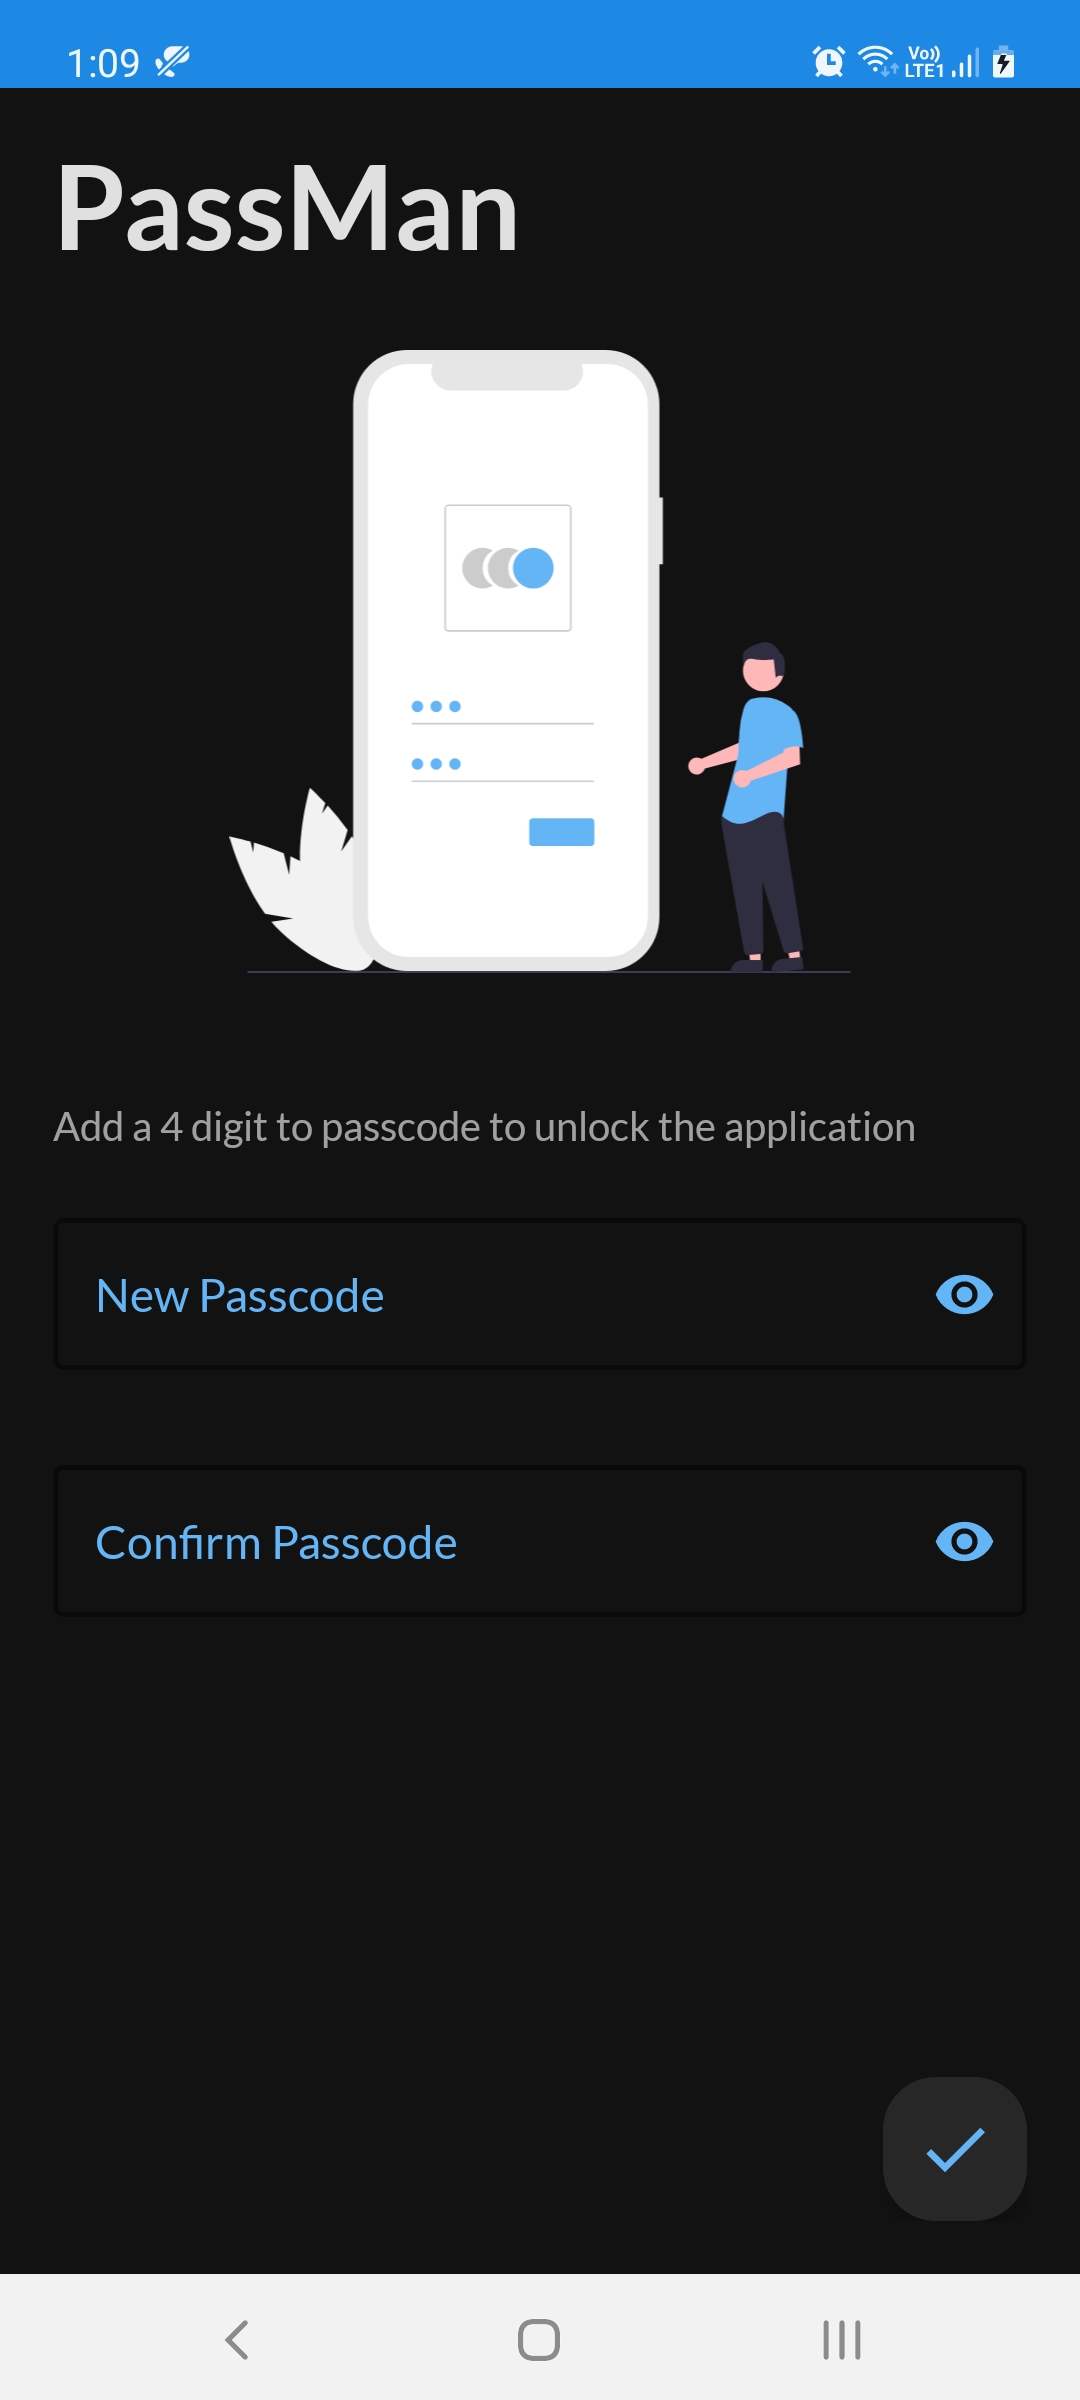 1:09
Vo))
LTE1
PassMan
Add a 4 digit to passcode to unlock the application
New Passcode
Confirm Passcode